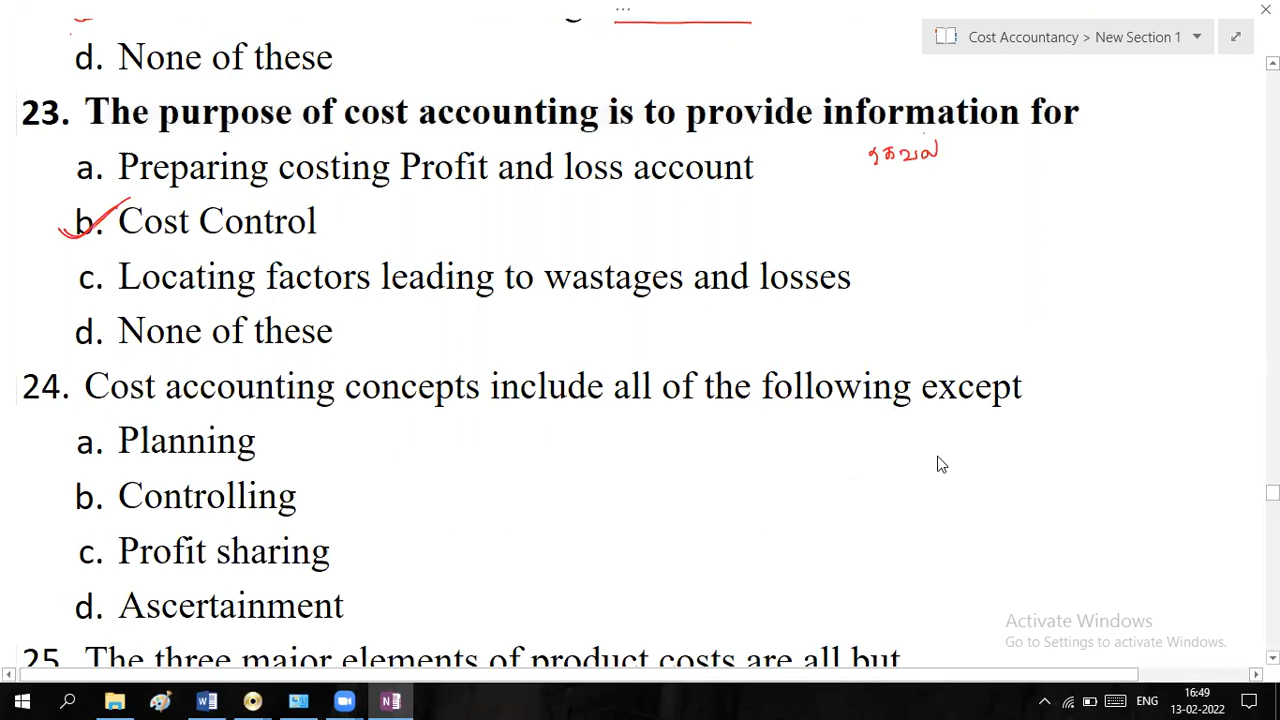 Cost Accountancy > New Section 1
d. None of these
23. The purpose of cost accounting is to provide information for
தகவல்
a. Preparing costing Profit and loss account
b. Cost Control
c. Locating factors leading to wastages and losses
d. None of these
24. Cost accounting concepts include all of the following except
a. Planning
b. Controlling
c. Profit sharing
d. Ascertainment
Activate Windows
Go to Settings to activate Windows.
25. The three major elements of product costs are all but
ENG
16:49
13-02-2022